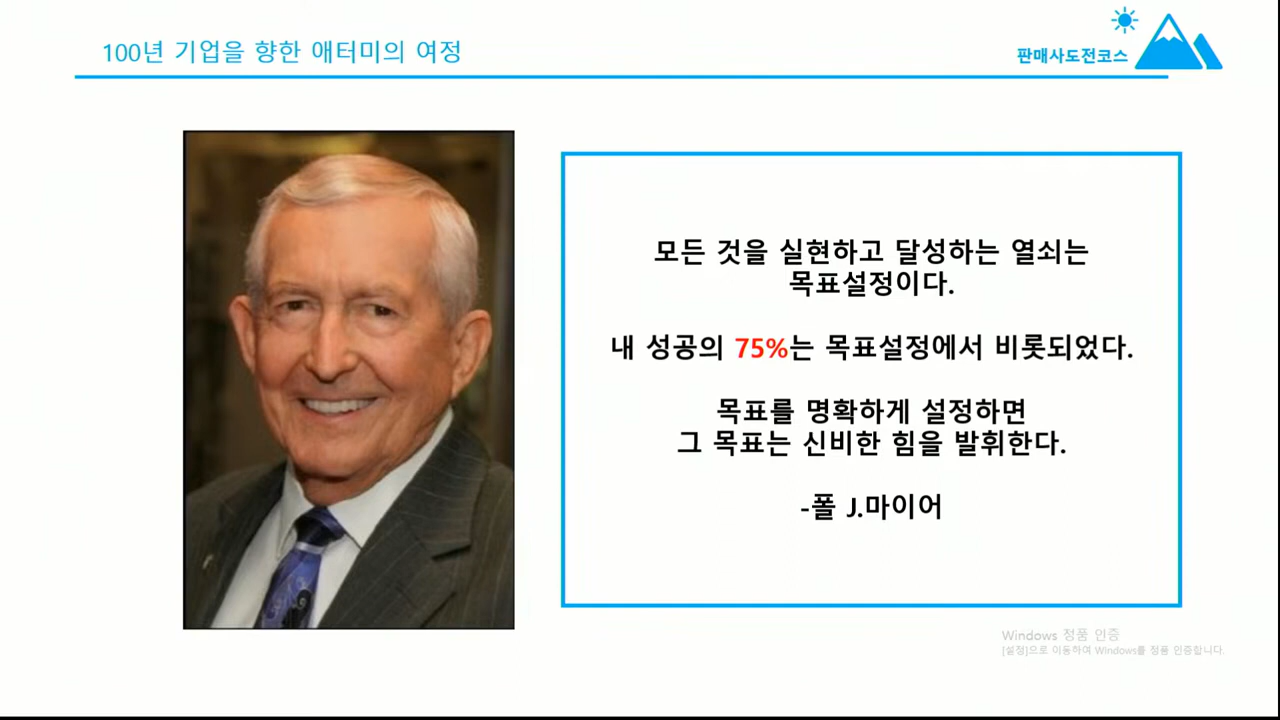 100년 기업을 향한 애터미의 여정
판매사도전코스
모든 것을 실현하고 달성하는 열쇠는
목표설정이다.
내 성공의 75%는 목표설정에서 비롯되었다.
목표를 명확하게 설정하면
그 목표는 신비한 힘을 발휘한다.
-폴 J.마이어
Windows 정품 인증
[설정]으로 이동하여 Windows를 정품 인증합니다.